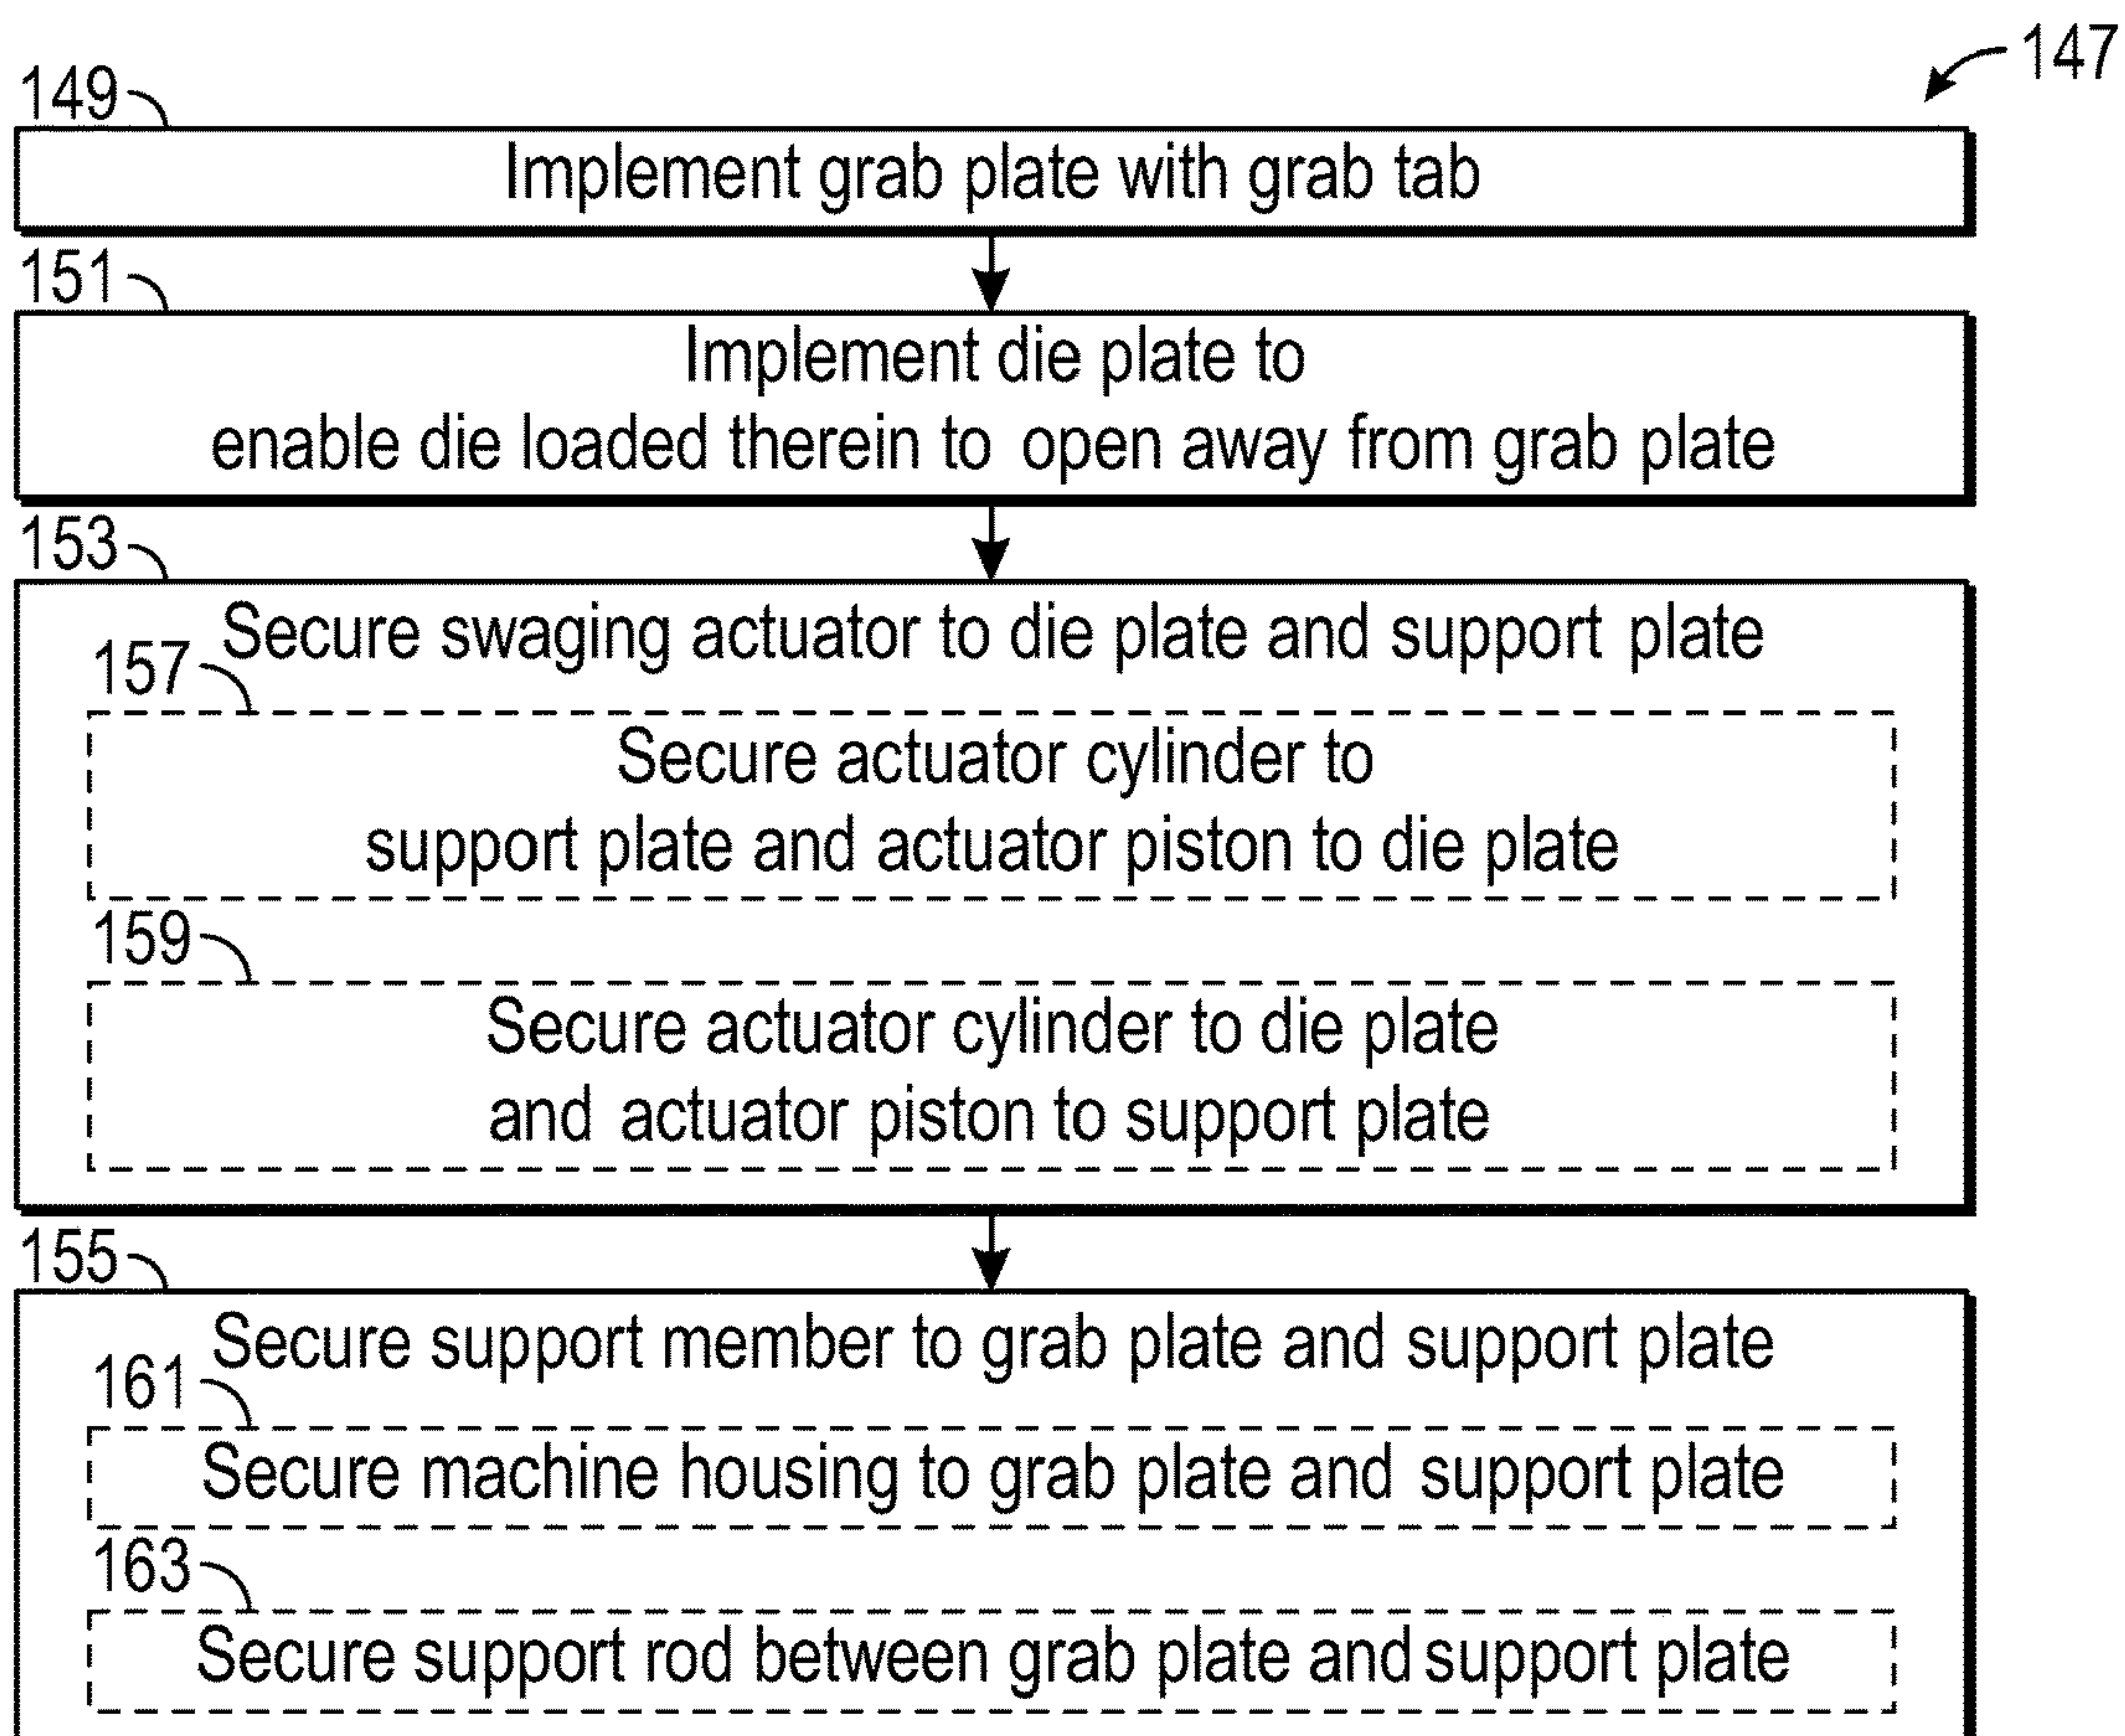 147
149
Implement grab plate with grab tab
151
Implement die plate to
enable die loaded therein to open away from grab plate
153
Secure swaging actuator to die plate and support plate
157
Secure actuator cylinder to
support plate and actuator piston to die plate
159
Secure actuator cylinder to die plate
and actuator piston to support plate
155
Secure support member to grab plate and support plate
161
Secure machine housing to grab plate and support plate
163
Secure support rod between grab plate and support plate